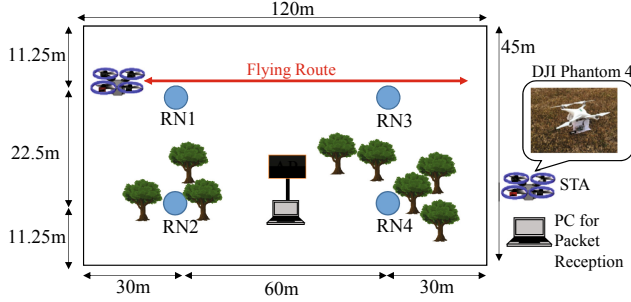 120m
11.25m
45m
Flying Route
DJI Phantom 4
RN1
RN3
22.5m
STA
RN2
RN4
PC for
Packet
Reception
11.25m
30m
60m
30m